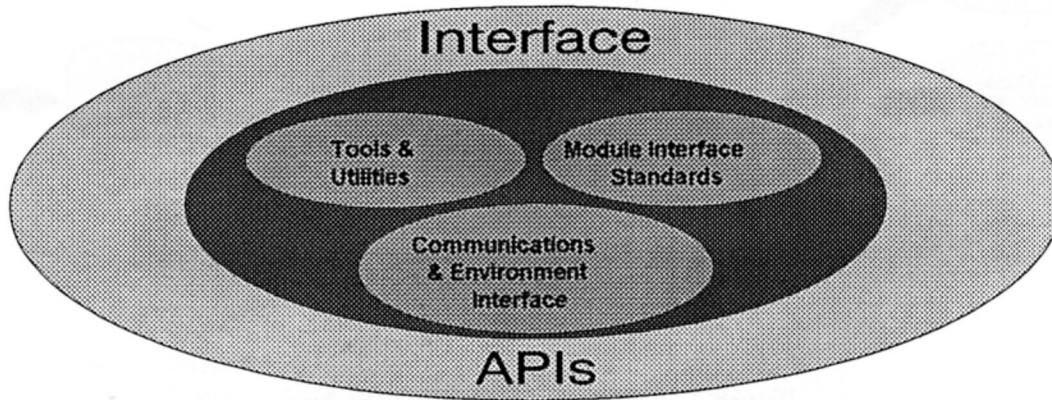 Interface
Tools &
Utilities
Module Interface
Standards
Communications
& Environment
Interface
APIs